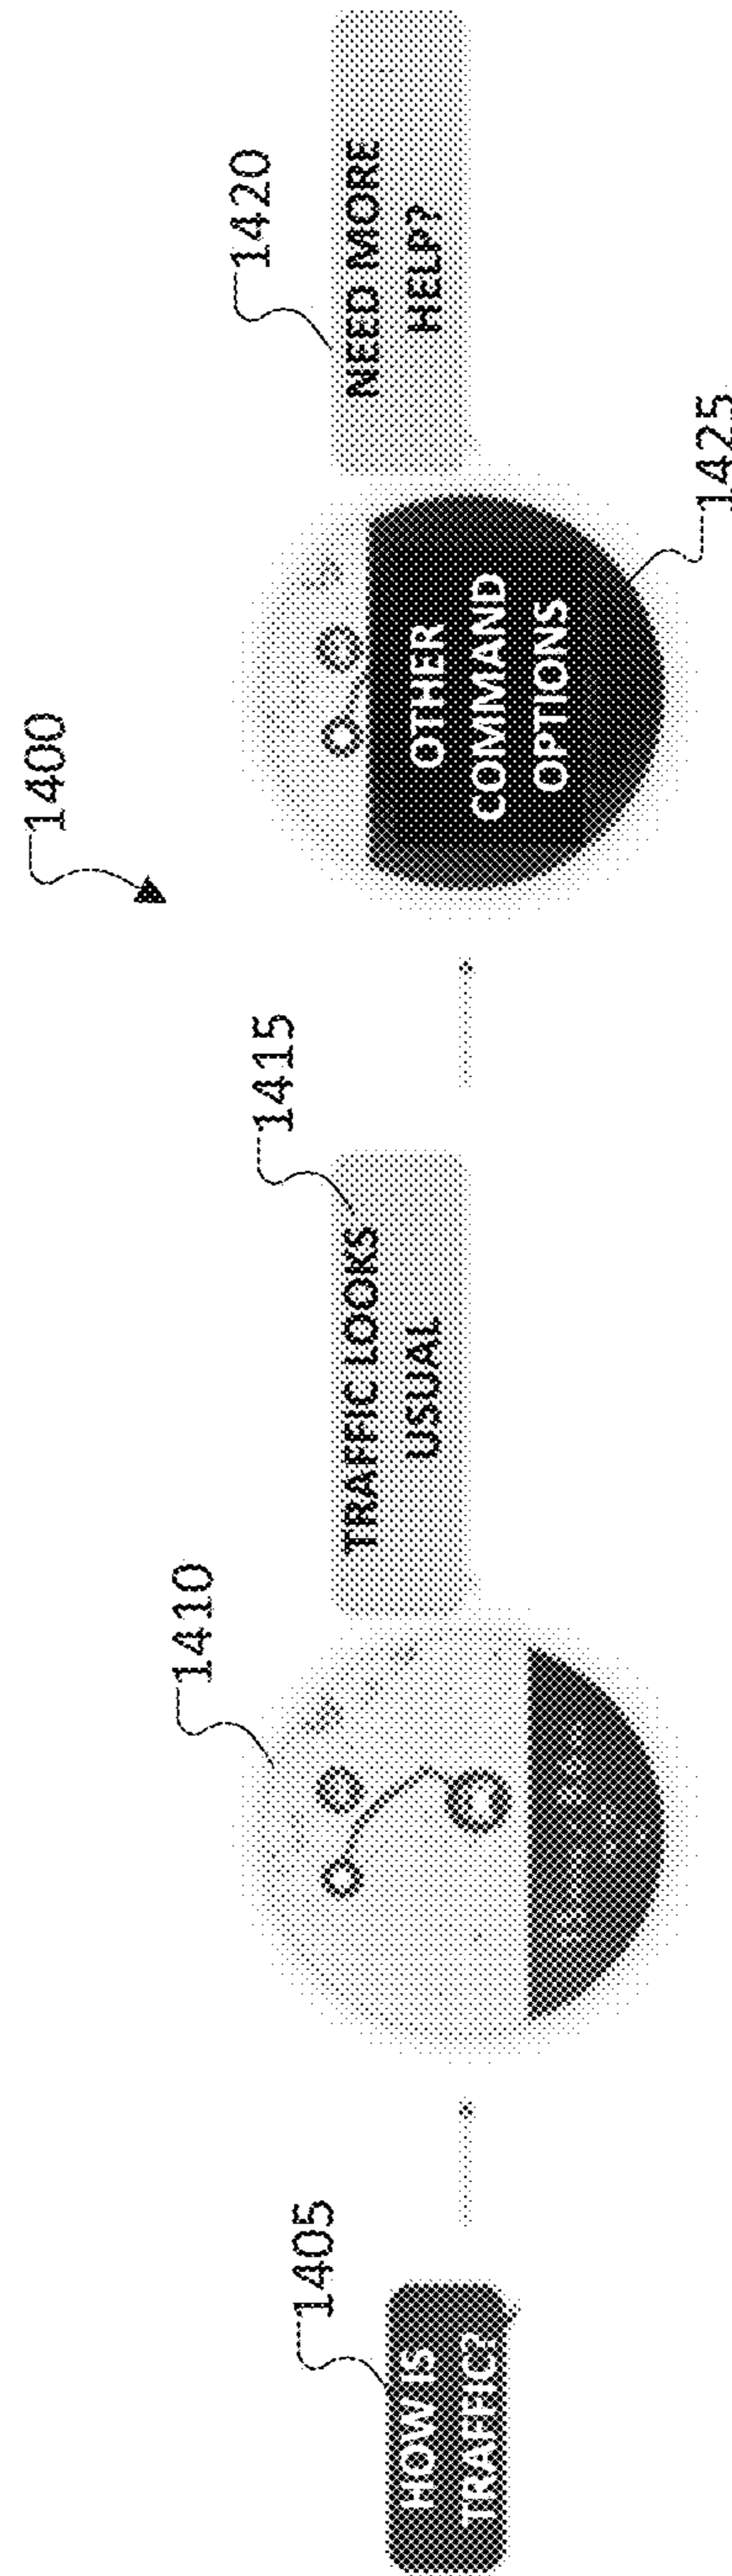 1400
1405
HOW IS
TRAFFIC?
1410
1415
TRAFFIC LOOKS
USUAL
1420
NEED MORE
HELP?
OTHER
COMMAND
OPTIONS
1425